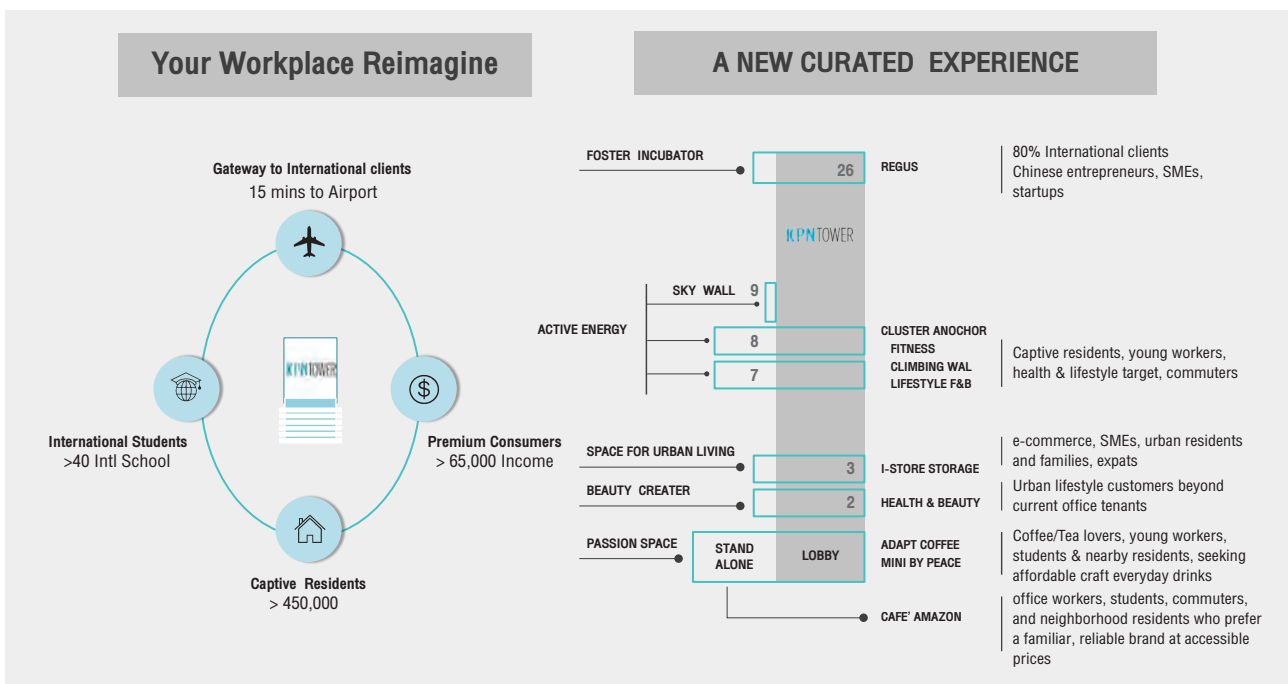 Your Workplace Reimagine
Gateway to International clients
15 mins to Airport
KPNTOWER
International Students
>40 Intl School
Premium Consumers
> 65,000 Income
Captive Residents
> 450,000
A NEW CURATED EXPERIENCE
FOSTER INCUBATOR
26
REGUS
80% International clients
Chinese entrepreneurs, SMEs,
startups
KPNTOWER
SKY WALL
9
ACTIVE ENERGY
8
7
CLUSTER ANOCHOR
FITNESS
CLIMBING WAL
LIFESTYLE F&B
Captive residents, young workers,
health & lifestyle target, commuters
SPACE FOR URBAN LIVING
3
I-STORE STORAGE
e-commerce, SMEs, urban residents
and families, expats
BEAUTY CREATER
2
HEALTH & BEAUTY
Urban lifestyle customers beyond
current office tenants
PASSION SPACE
STAND
ALONE
LOBBY
ADAPT COFFEE
MINI BY PEACE
Coffee/Tea lovers, young workers,
students & nearby residents, seeking
affordable craft everyday drinks
CAFE' AMAZON
office workers, students, commuters,
and neighborhood residents who prefer
a familiar, reliable brand at accessible
prices